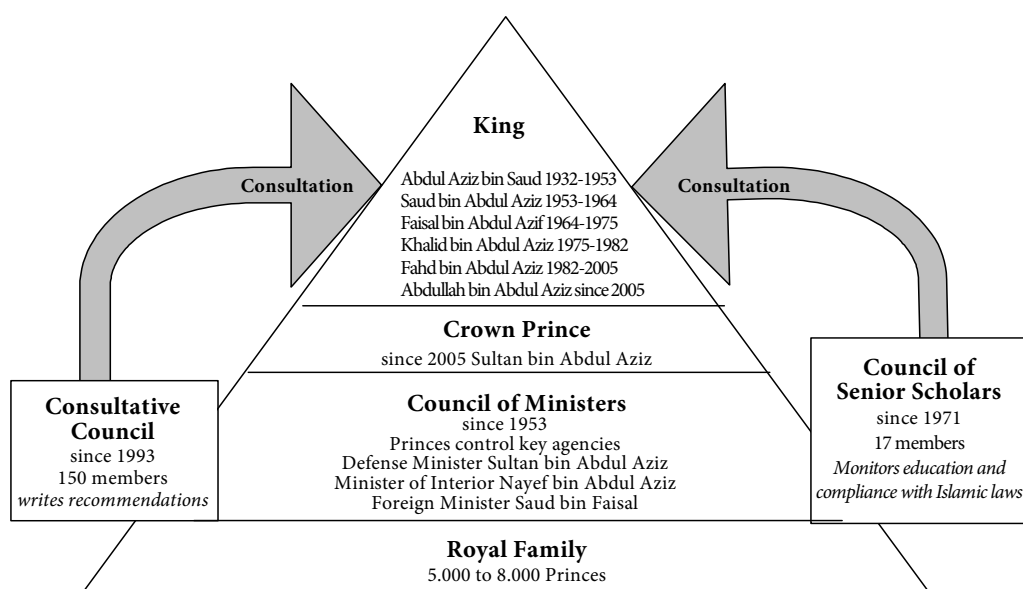 King
Consultation
Consultation
Abdul Aziz bin Saud 1932-1953
Saud bin Abdul Aziz 1953-1964
Faisal bin Abdul Azif 1964-1975
Khalid bin Abdul Aziz 1975-1982
Fahd bin Abdul Aziz 1982-2005
Abdullah bin Abdul Aziz since 2005
Crown Prince
since 2005 Sultan bin Abdul Aziz
Council of Ministers
since 1953
Princes control key agencies
Defense Minister Sultan bin Abdul Aziz
Minister of Interior Nayef bin Abdul Aziz
Foreign Minister Saud bin Faisal
Consultative
Council
since 1993
150 members
writes recommendations
Council of
Senior Scholars
since 1971
17 members
Monitors education and
compliance with Islamic laws
Royal Family
5.000 to 8.000 Princes